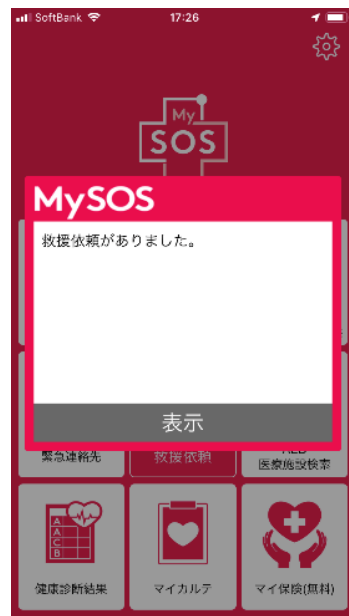 SoftBank
17:26
My
SOS
MySOS
救援依頼がありました。
表示
緊急連絡先
救援依頼
医療施設検索
A
A
C
B
健康診断結果
マイカルテ
マイ保険(無料)